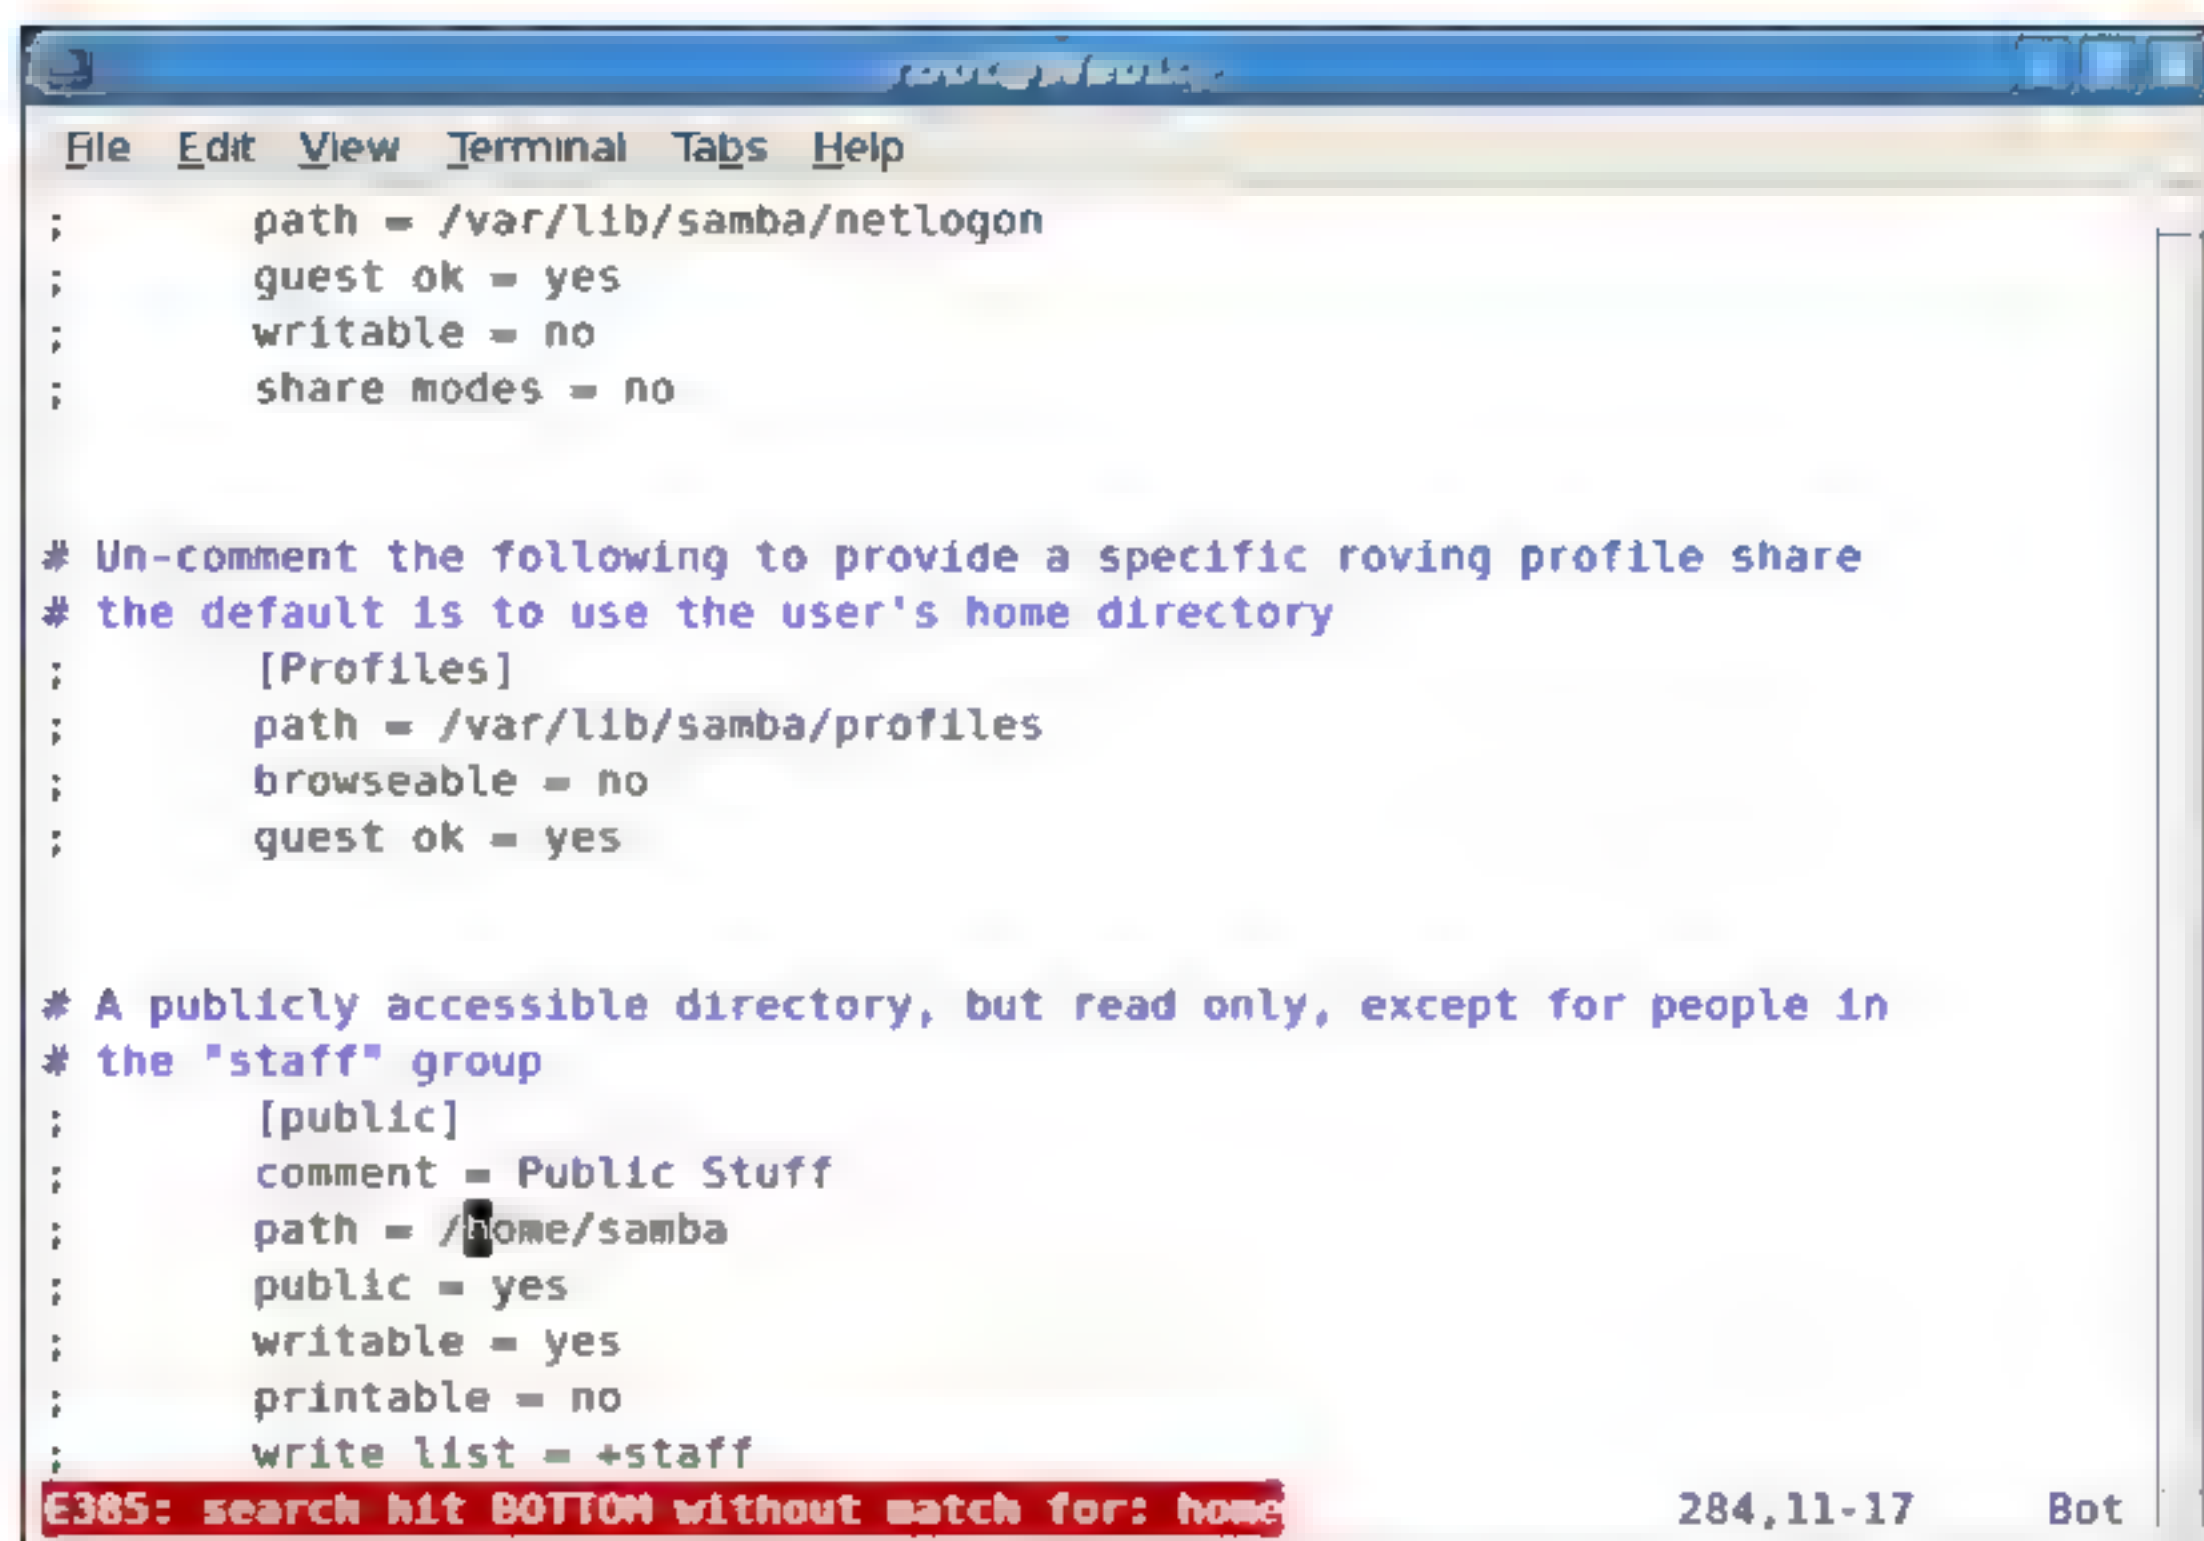 File Edit View Terminal Tabs Help
; path = /var/lib/samba/netlogon
; guest ok = yes
; writable = no
; share modes = no
# Un-comment the following to provide a specific roving profile share
# the default is to use the user's home directory
; [Profiles]
; path = /var/lib/samba/profiles
; browseable = no
; guest ok = yes
# A publicly accessible directory, but read only, except for people in
# the "staff" group
; [public]
; comment = Public Stuff
; path = /home/samba
; public = yes
; writable = yes
; printable = no
; write list = +staff
E385: search hit BOTTOM without match for: home 284,11-17 Bot